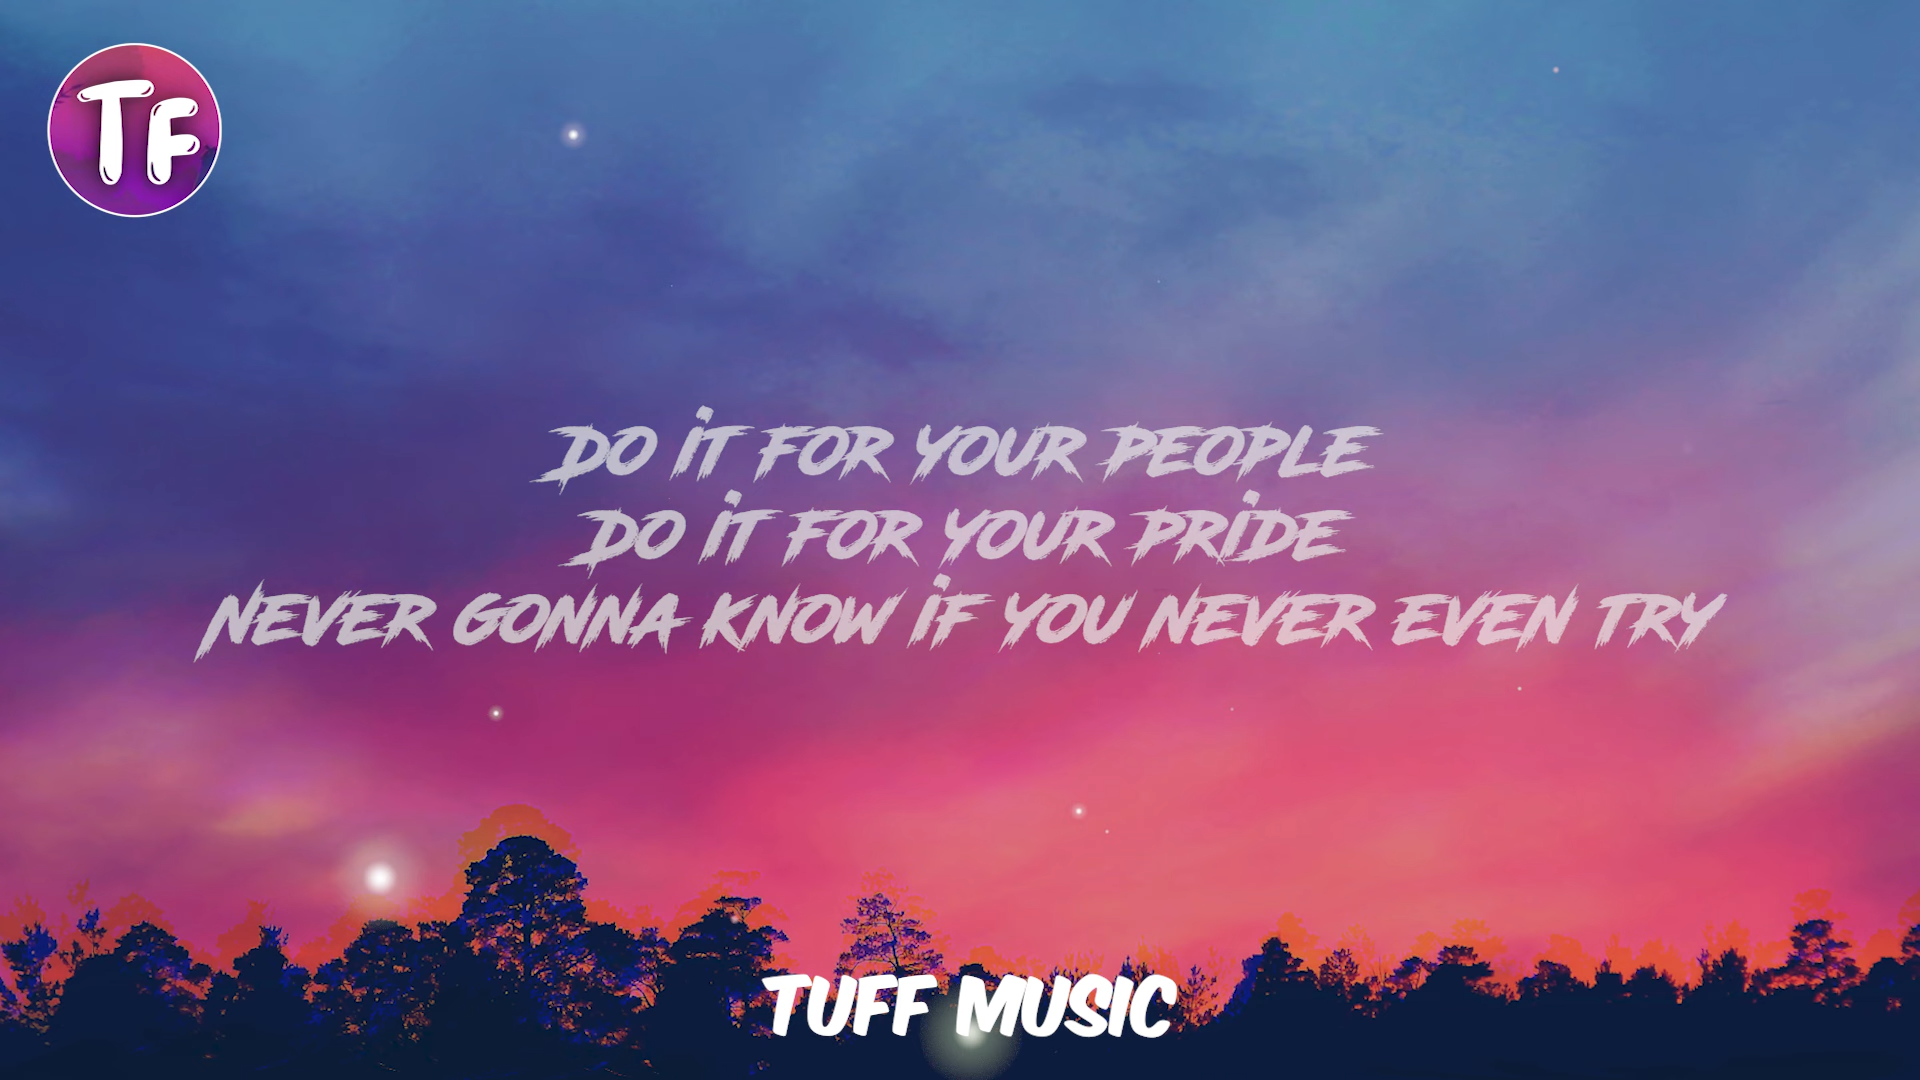 TF
Do it for your people
Do it for your pride
Never gonna know if you never even try
TUFF MUSIC